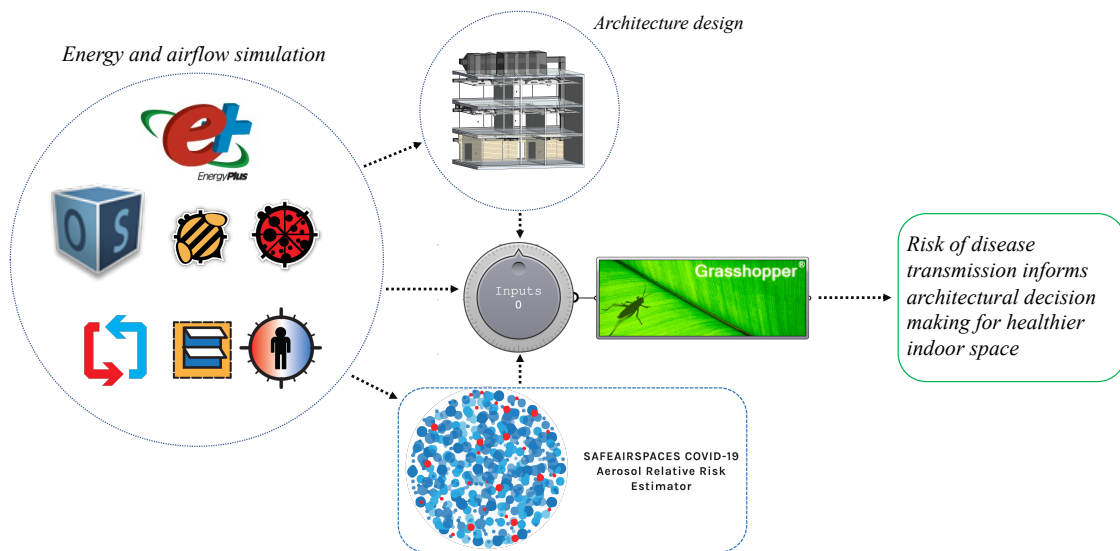 Architecture design
Energy and airflow simulation
e+
EnergyPlus
O S
Inputs
0
Grasshopper®
Risk of disease
transmission informs
architectural decision
making for healthier
indoor space
SAFEAIRSPACES COVID-19
Aerosol Relative Risk
Estimator